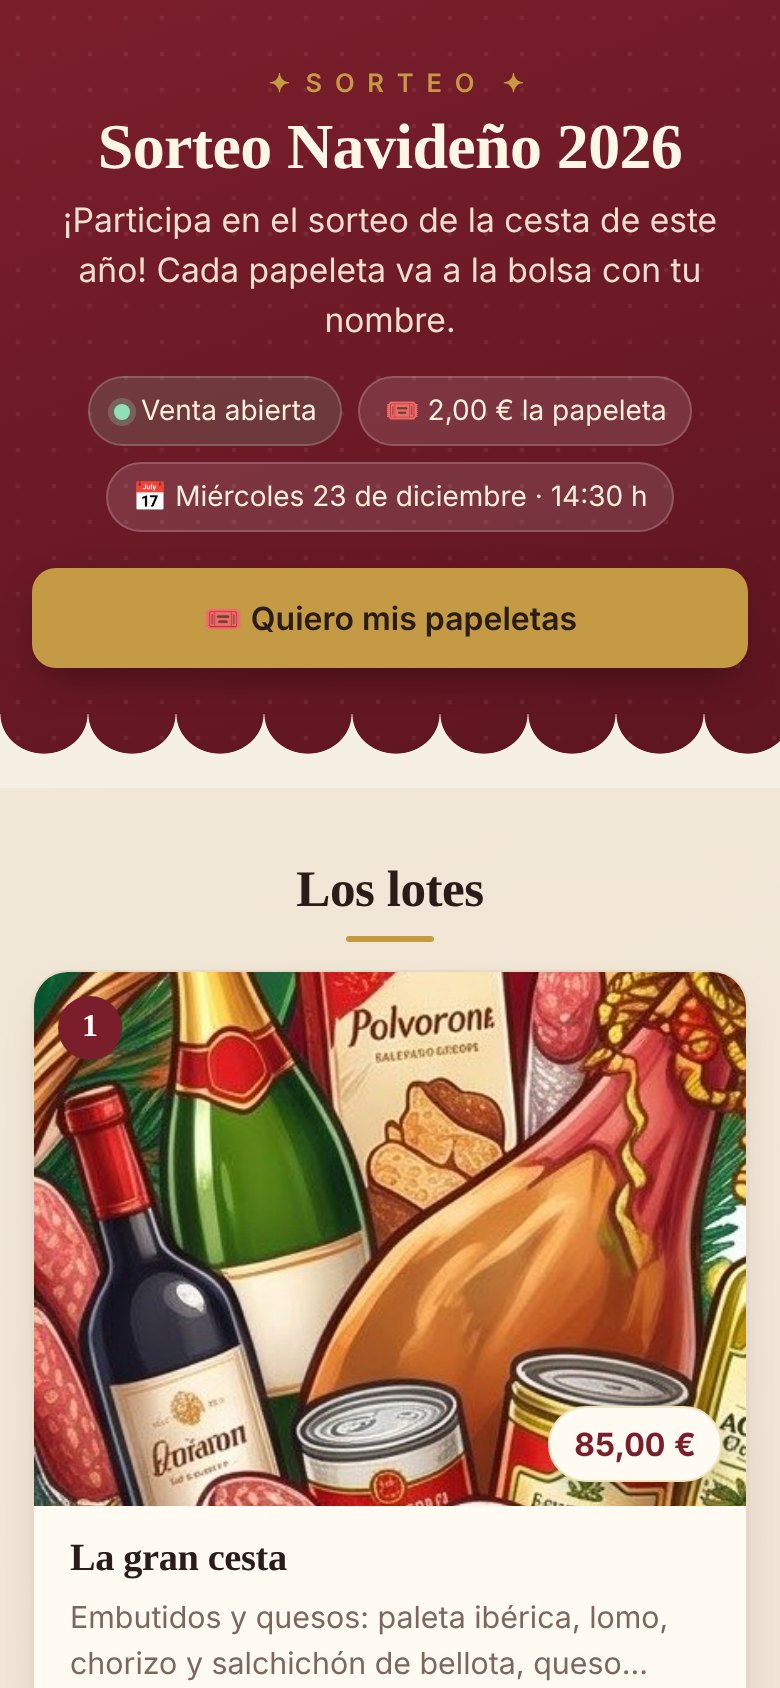 ✦ SORTEO ✦
Sorteo Navideño 2026
¡Participa en el sorteo de la cesta de este
año! Cada papeleta va a la bolsa con tu
nombre.
Venta abierta
🎟️ 2,00 € la papeleta
📅 Miércoles 23 de diciembre · 14:30 h
🎟️ Quiero mis papeletas
Los lotes
1
Polvorone
85,00 €
La gran cesta
Embutidos y quesos: paleta ibérica, lomo,
chorizo y salchichón de bellota, queso...